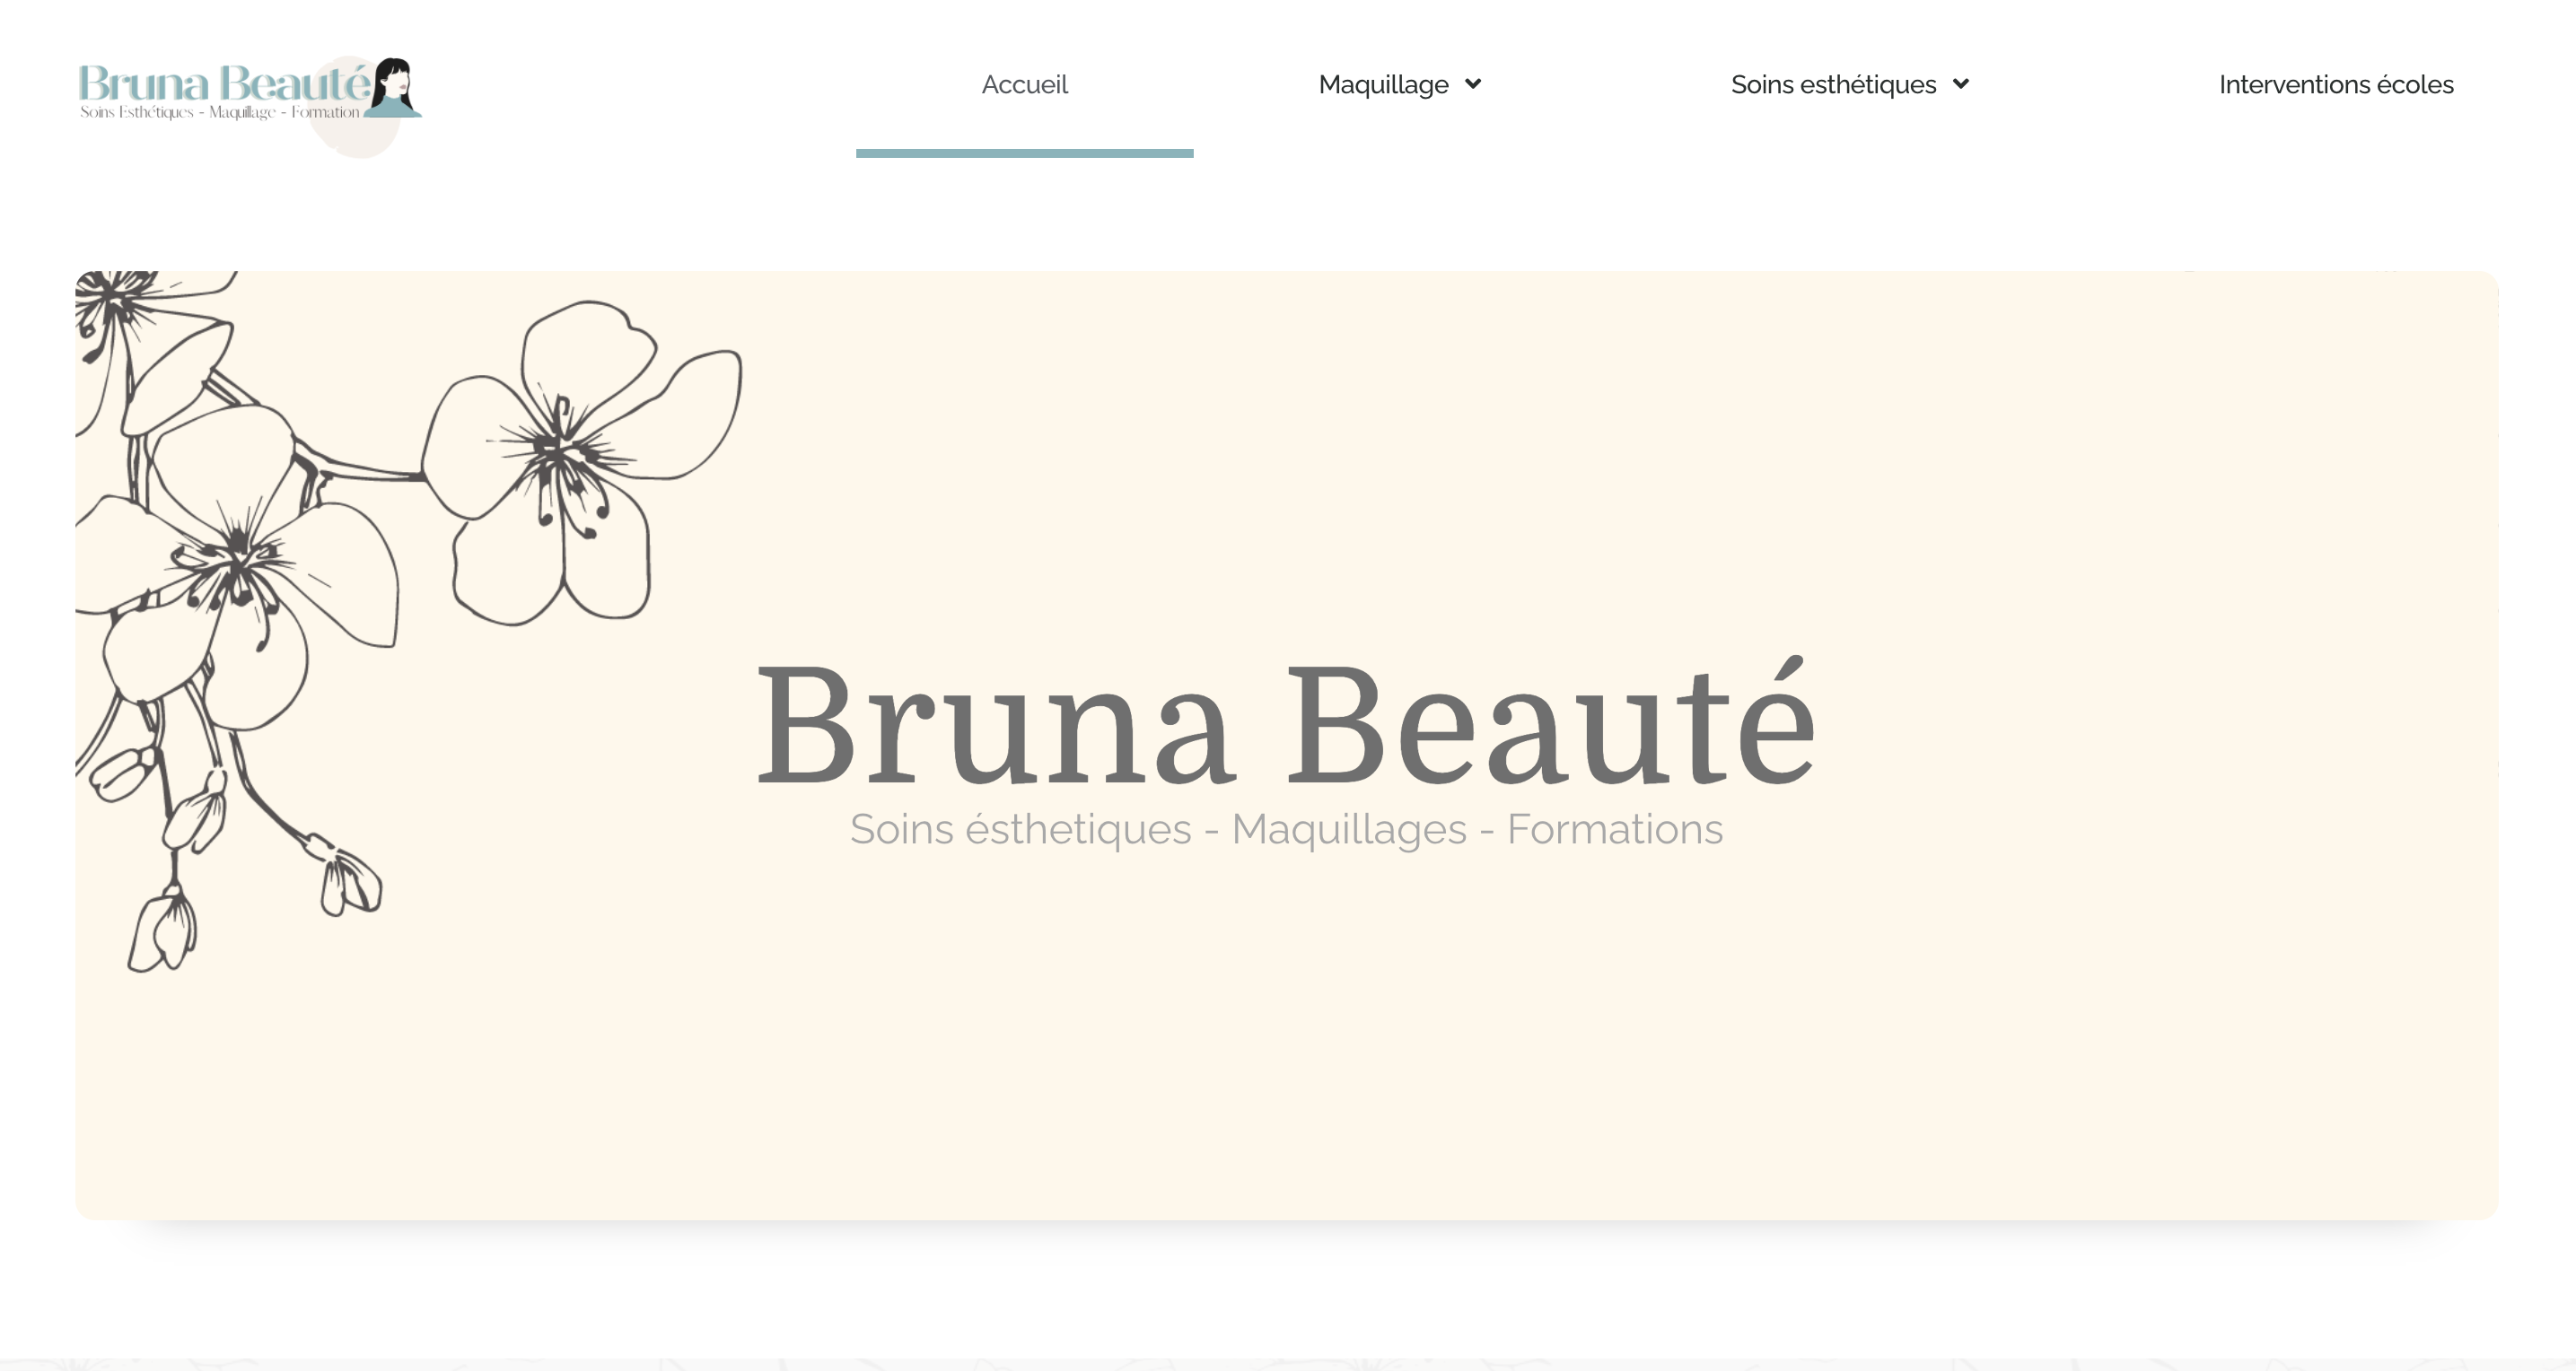 Bruna Beauté
Soins Esthétiques - Maquillage - Formation
Accueil
Maquillage
Soins esthétiques
Interventions écoles
Bruna Beauté
Soins ésthetiques - Maquillages - Formations